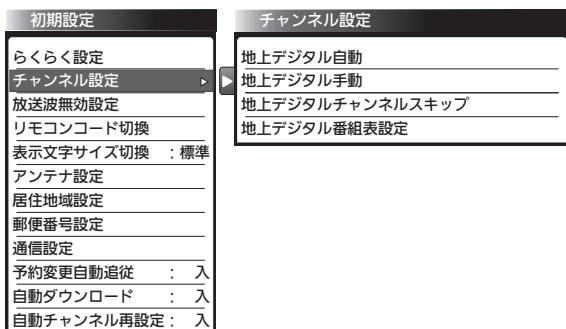 初期設定
らくらく設定
チャンネル設定
放送波無効設定
リモコンコード切換
表示文字サイズ切換 : 標準
アンテナ設定
居住地域設定
郵便番号設定
通信設定
予約変更自動追従 : 入
自動ダウンロード : 入
自動チャンネル再設定 : 入
チャンネル設定
地上デジタル自動
地上デジタル手動
地上デジタルチャンネルスキップ
地上デジタル番組表設定